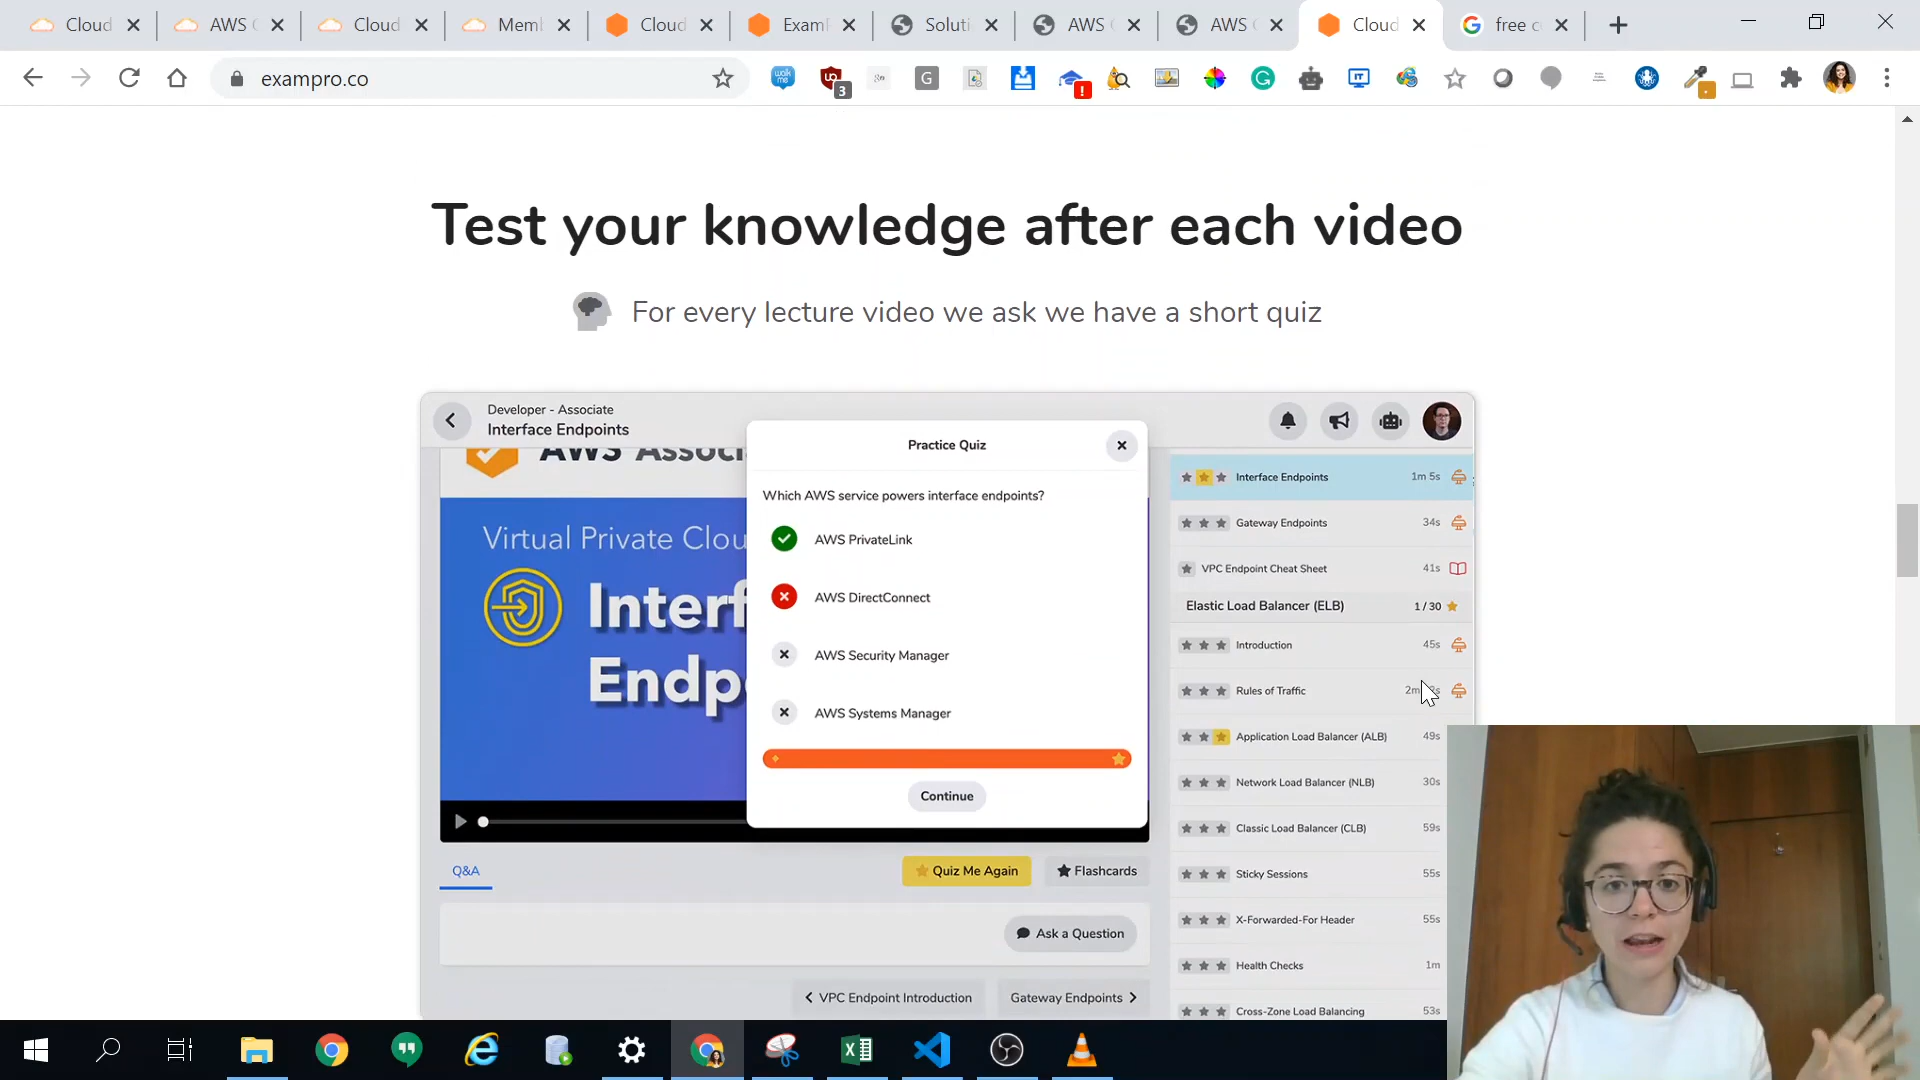 Cloud
AWS
Cloud
Memb
Cloud
Exam
Soluti
AWS
AWS
Cloud
free c
exampro.co
3
Test your knowledge after each video
For every lecture video we ask we have a short quiz
Developer - Associate
Interface Endpoints
AWS Associ
Virtual Private Clou
Interf
Endp
Practice Quiz
Which AWS service powers interface endpoints?
AWS PrivateLink
AWS DirectConnect
AWS Security Manager
AWS Systems Manager
Continue
Interface Endpoints 1m 5s
Gateway Endpoints 34s
VPC Endpoint Cheat Sheet 41s
Elastic Load Balancer (ELB) 1 / 30
Introduction 45s
Rules of Traffic 2m
Application Load Balancer (ALB) 49s
Network Load Balancer (NLB) 30s
Classic Load Balancer (CLB) 59s
Sticky Sessions 55s
X-Forwarded-For Header 55s
Health Checks 1m
Cross-Zone Load Balancing 53s
Q&A
Quiz Me Again
Flashcards
Ask a Question
VPC Endpoint Introduction
Gateway Endpoints